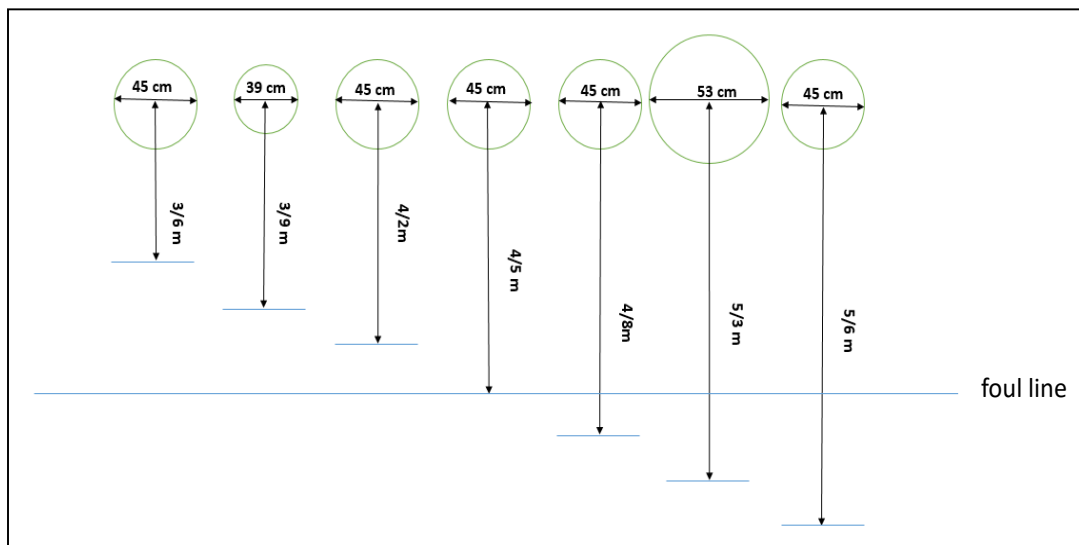 45 cm
39 cm
45 cm
45 cm
45 cm
53 cm
45 cm
3/6 m
3/9 m
4/2m
4/5 m
4/8m
5/3 m
5/6 m
foul line